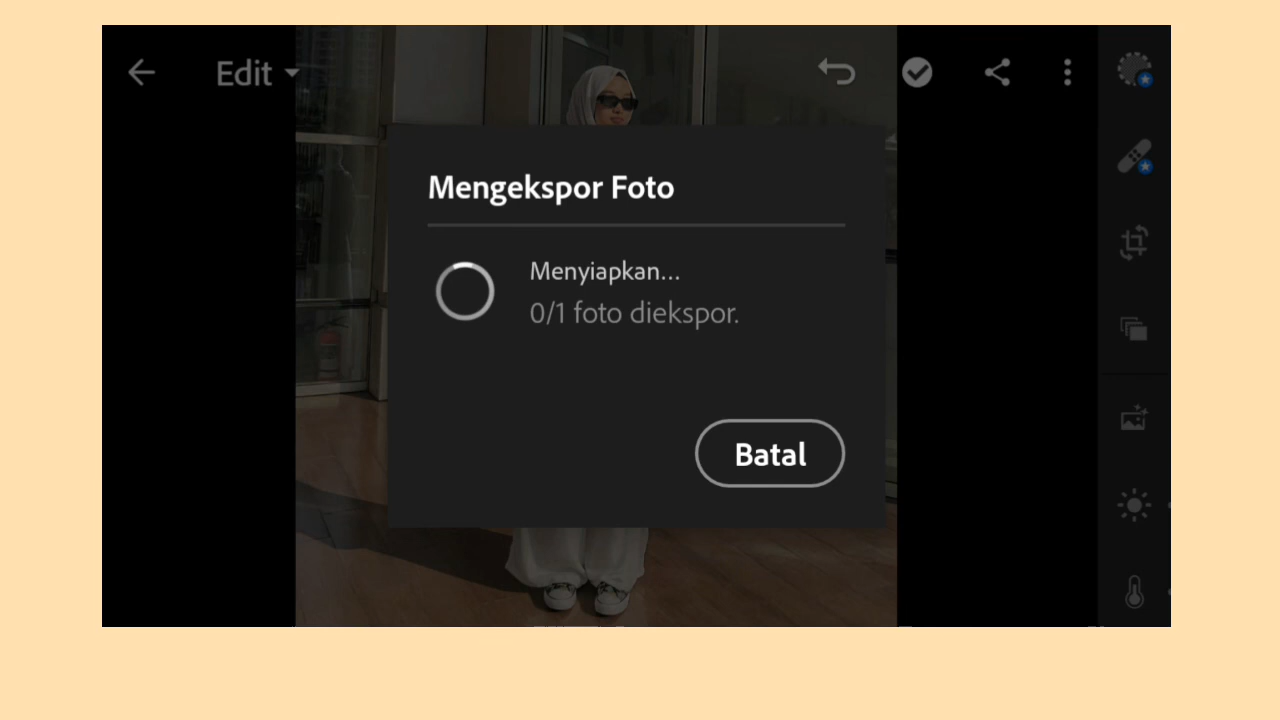 Edit
Mengekspor Foto
Menyiapkan...
0/1 foto diekspor.
Batal